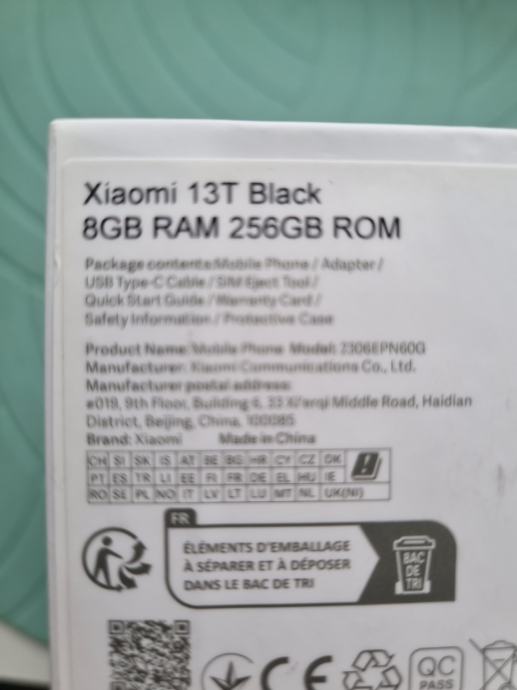 Xiaomi 13T Black
8GB RAM 256GB ROM
Package contents:Mobile Phone / Adapter /
USB Type-C Cable / SIM Eject Tool /
Quick Start Guide / Warranty Card /
Safety Information / Protective Case
Product Name: Mobile Phone Model: 2306EPN60G
Manufacturer: Xiaomi Communications Co., Ltd.
Manufacturer postal address:
#019, 9th Floor, Building 6, 33 Xi'erqi Middle Road, Haidian
District, Beijing, China, 100085
Brand: Xiaomi Made in China
CH SI SK IS AT BE BG HR CY CZ DK
PT ES TR LI EE FI FR DE EL HU IE
RO SE PL NO IT LV LT LU MT NL UK(NI)
FR
ÉLÉMENTS D'EMBALLAGE
À SÉPARER ET À DÉPOSER
DANS LE BAC DE TRI
BAC
DE
TRI
CE
QC
PASS